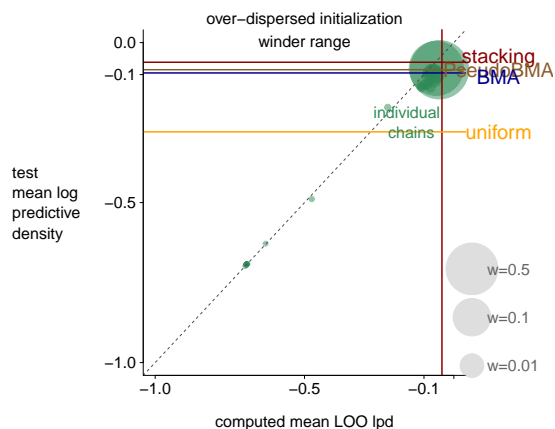 over-dispersed initialization
winder range
0.0
-0.1
-0.5
-1.0
test
mean log
predictive
density
stacking
PseudoBMA
BMA
individual
chains
uniform
w=0.5
w=0.1
w=0.01
-1.0
-0.5
-0.1
computed mean LOO lpd